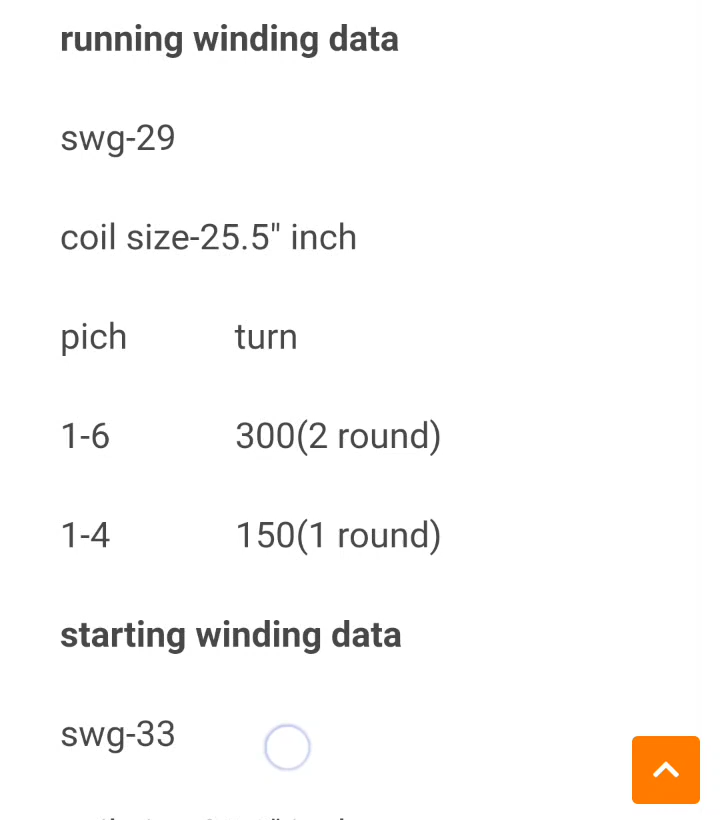 running winding data
swg-29
coil size-25.5" inch
pich turn
1-6 300(2 round)
1-4 150(1 round)
starting winding data
swg-33